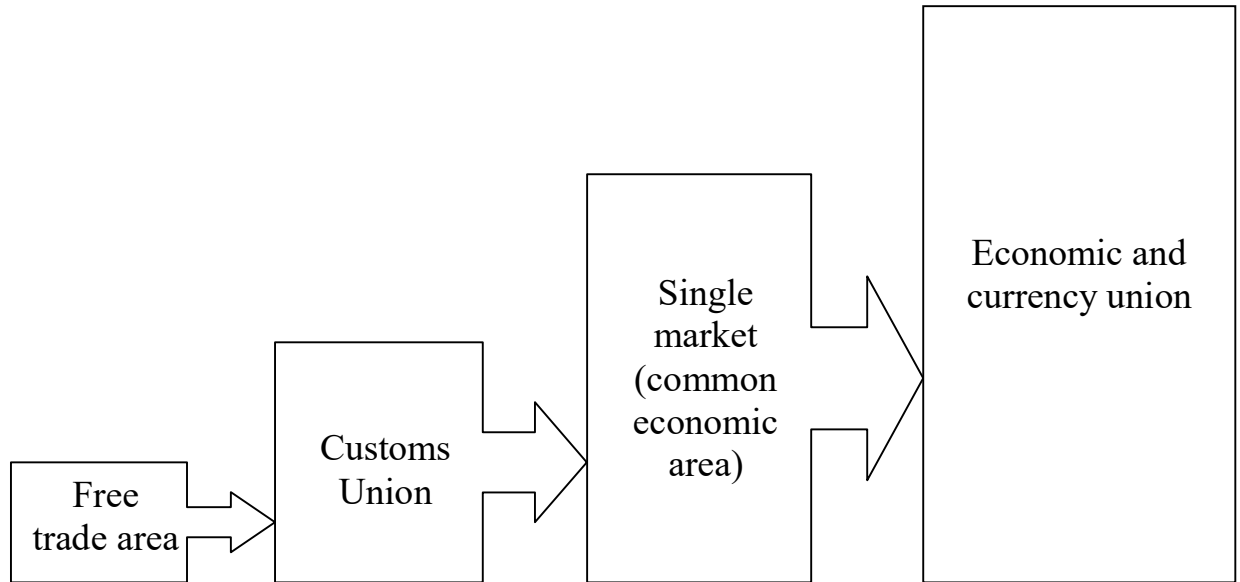 Free
trade area
Customs
Union
Single
market
(common
economic
area)
Economic and
currency union